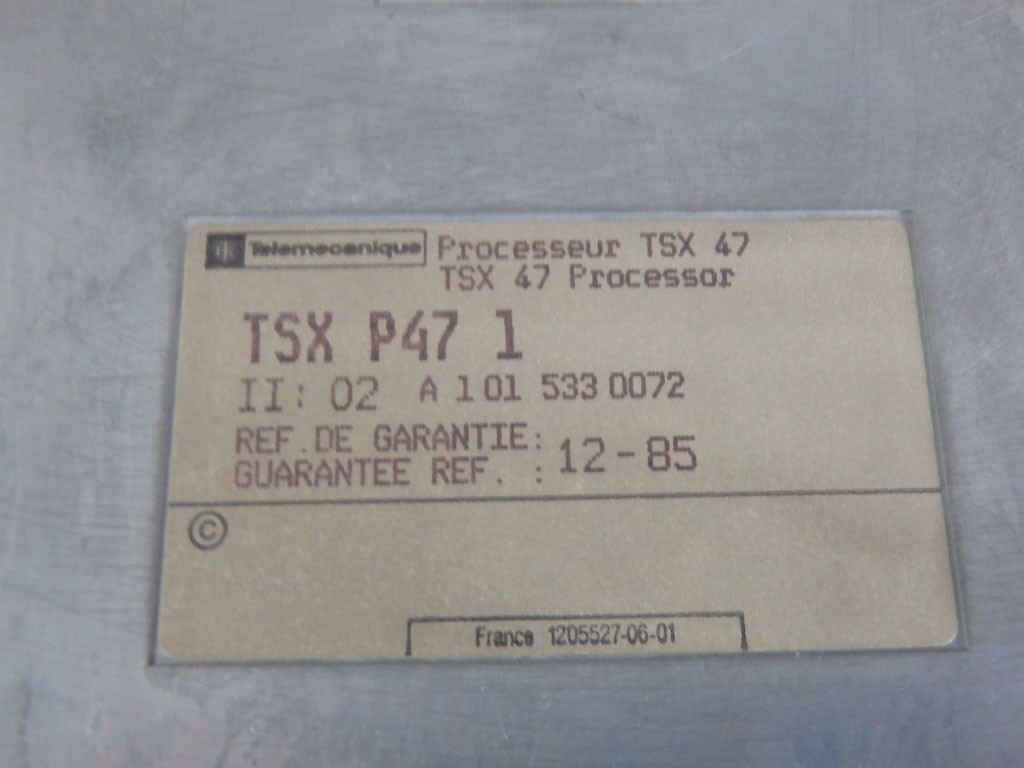 Telemecanique Processeur TSX 47
TSX 47 Processor
TSX P47 1
II: 02 A 1 01 533 0072
REF.DE GARANTIE:
GUARANTEE REF. : 12-85
©
France 1205527-06-01